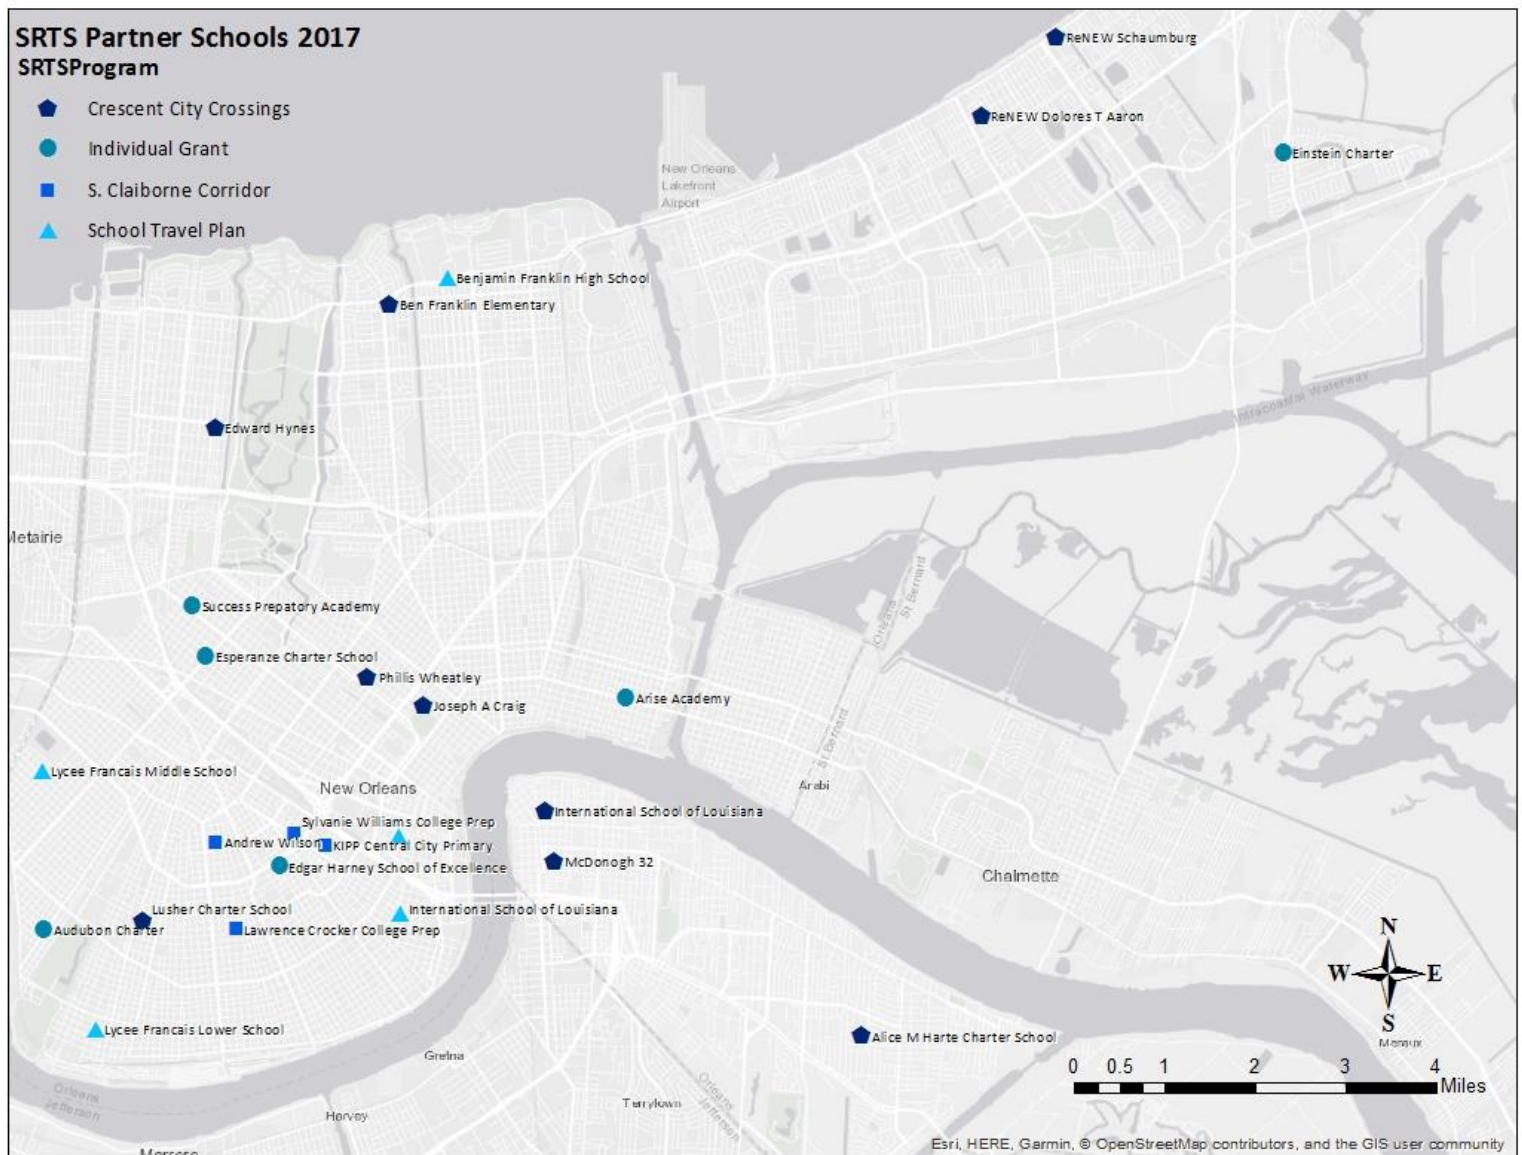 SRTS Partner Schools 2017
SRTSProgram
Crescent City Crossings
Individual Grant
S. Claiborne Corridor
School Travel Plan
ReNEW Schaumburg
ReNEW Dolores T Aaron
Einstein Charter
New Orleans
Lakefront
Airport
Benjamin Franklin High School
Ben Franklin Elementary
Intracoastal Waterway
Edward Hynes
Metairie
Orleans
St Bernard
Success Prepatory Academy
Esperanze Charter School
Phillis Wheatley
Arise Academy
Joseph A Craig
St Bernard
Lycee Francais Middle School
New Orleans
Arabi
International School of Louisiana
Sylvanie Williams College Prep
Andrew Wilson
KIPP Central City Primary
McDonogh 32
Edgar Harney School of Excellence
Chalmette
Lusher Charter School
International School of Louisiana
Audubon Charter
Lawrence Crocker College Prep
N
W
E
S
Lycee Francais Lower School
Alice M Harte Charter School
Meraux
Gretna
0 0.5 1 2 3 4
Miles
Orleans
Jefferson
Orleans
Jefferson
Terrytown
Harvey
Esri, HERE, Garmin, © OpenStreetMap contributors, and the GIS user community